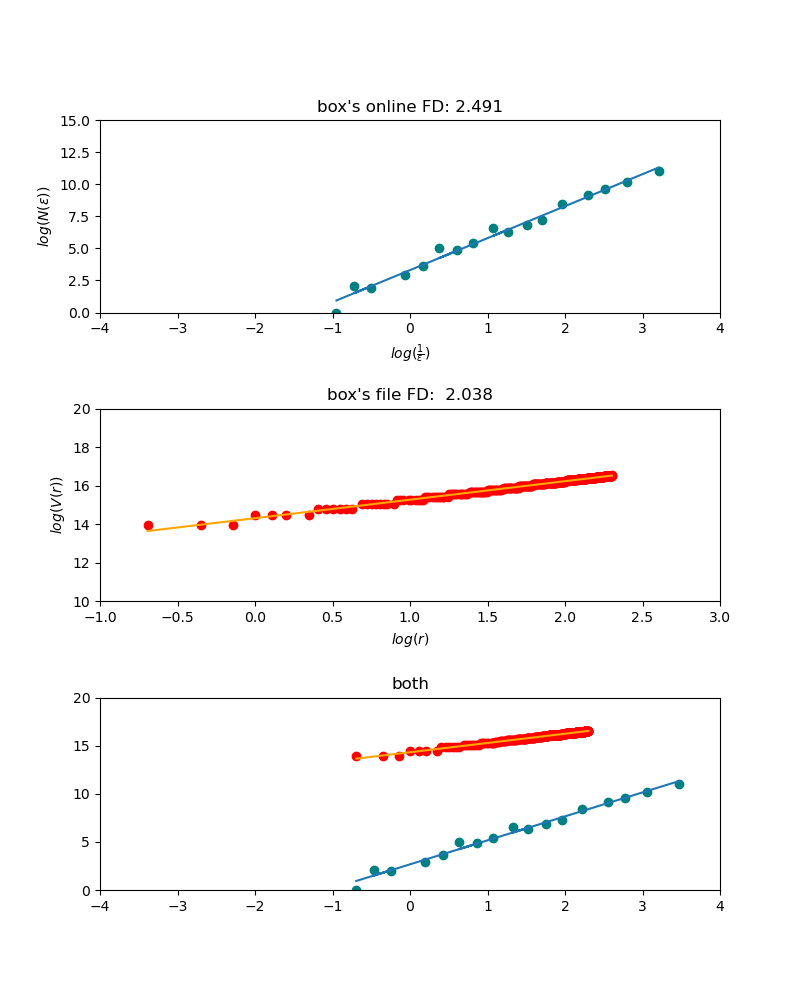 box's online FD: 2.491
15.0
12.5
10.0
7.5
5.0
2.5
0.0
log(N(ε))
−4 −3 −2 −1 0 1 2 3 4
log(1/ε)
box's file FD: 2.038
20
18
16
14
12
10
log(V(r))
−1.0 −0.5 0.0 0.5 1.0 1.5 2.0 2.5 3.0
log(r)
both
20
15
10
5
0
−4 −3 −2 −1 0 1 2 3 4